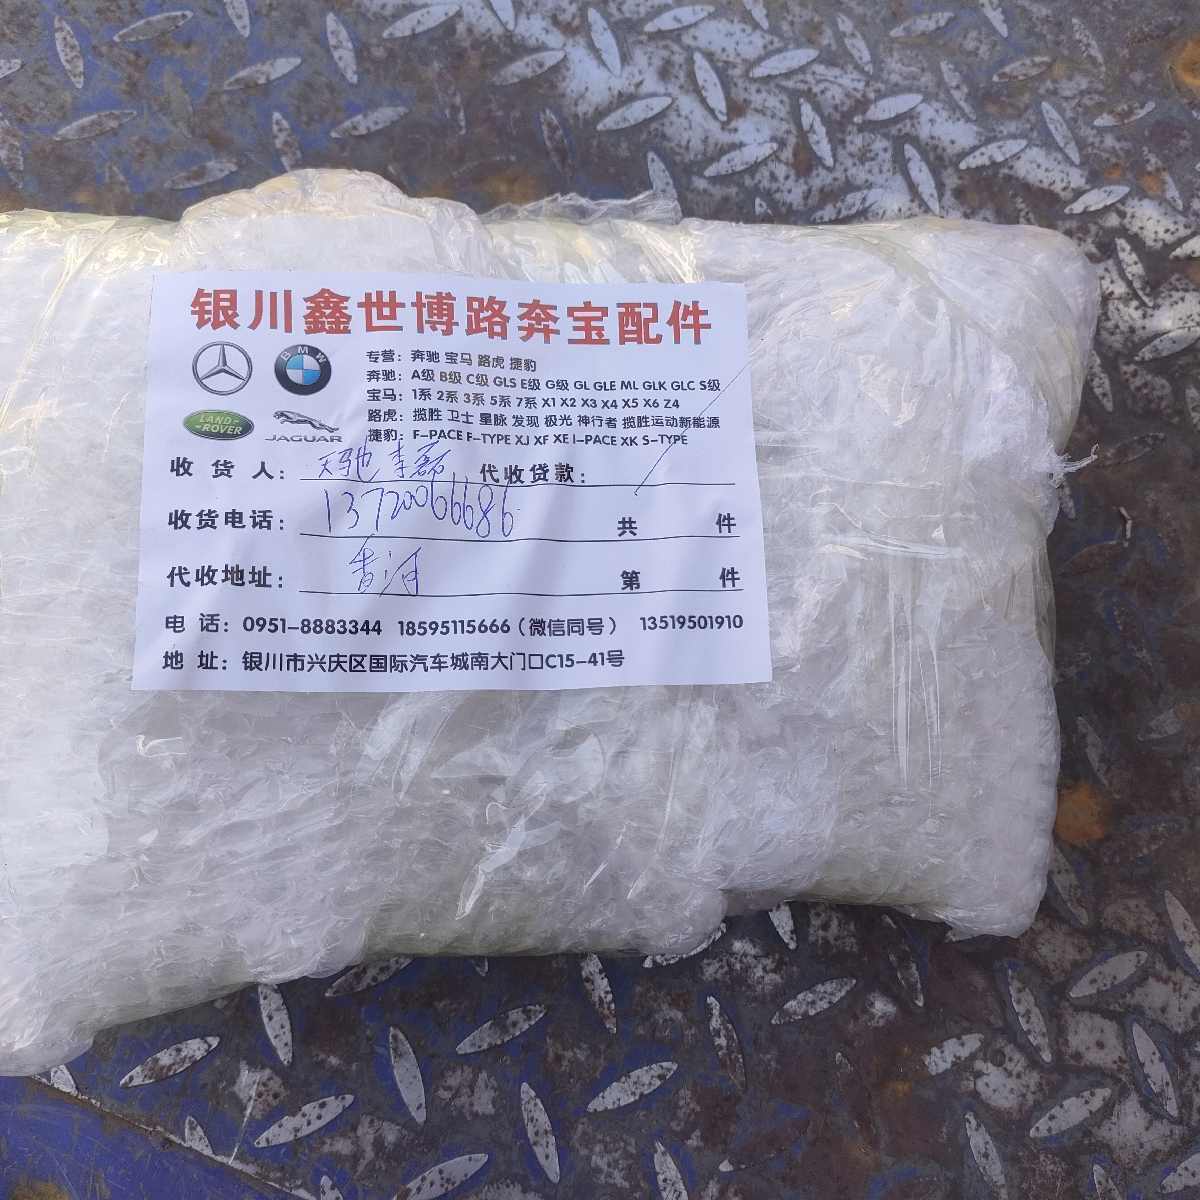 银川鑫世博路奔宝配件
BMW
LAND-
ROVER
JAGUAR
专营：奔驰 宝马 路虎 捷豹
奔驰：A级 B级 C级 GLS E级 G级 GL GLE ML GLK GLC S级
宝马：1系 2系 3系 5系 7系 X1 X2 X3 X4 X5 X6 Z4
路虎：揽胜 卫士 星脉 发现 极光 神行者 揽胜运动新能源
捷豹：F-PACE F-TYPE XJ XF XE I-PACE XK S-TYPE
收货人：天驰 李磊 代收贷款：
收货电话：13720066686 共 件
代收地址：香河 第 件
电话：0951-8883344 18595115666（微信同号） 13519501910
地址：银川市兴庆区国际汽车城南大门口C15-41号